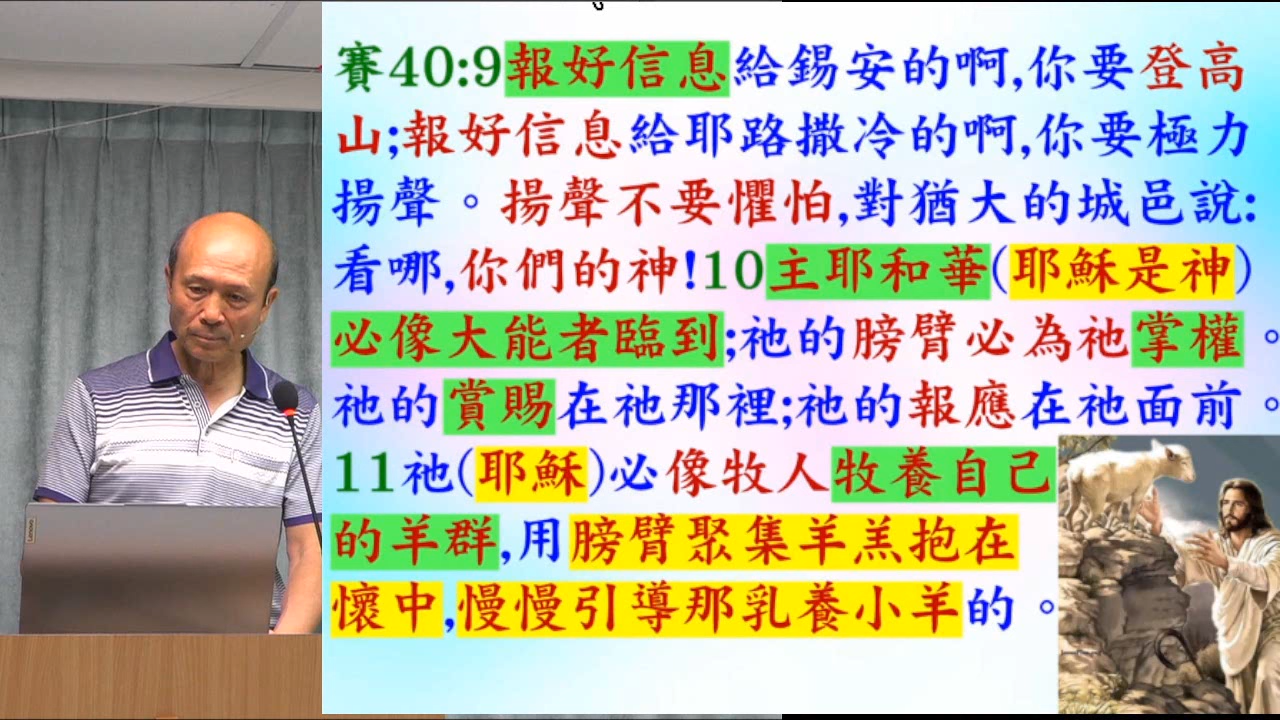 賽40:9報好信息給錫安的啊,你要登高
山;報好信息給耶路撒冷的啊,你要極力
揚聲。揚聲不要懼怕,對猶大的城邑說:
看哪,你們的神!10主耶和華(耶穌是神)
必像大能者臨到;祂的膀臂必為祂掌權。
祂的賞賜在祂那裡;祂的報應在祂面前。
11祂(耶穌)必像牧人牧養自己
的羊群,用膀臂聚集羊羔抱在
懷中,慢慢引導那乳養小羊的。
Lenovo